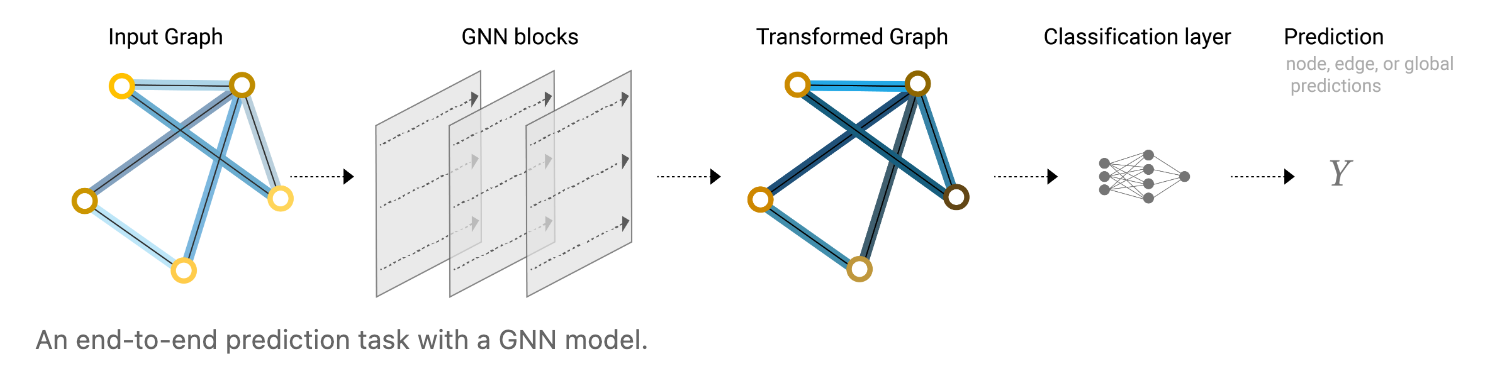 Input Graph
GNN blocks
Transformed Graph
Classification layer
Prediction
node, edge, or global
predictions
Y
An end-to-end prediction task with a GNN model.